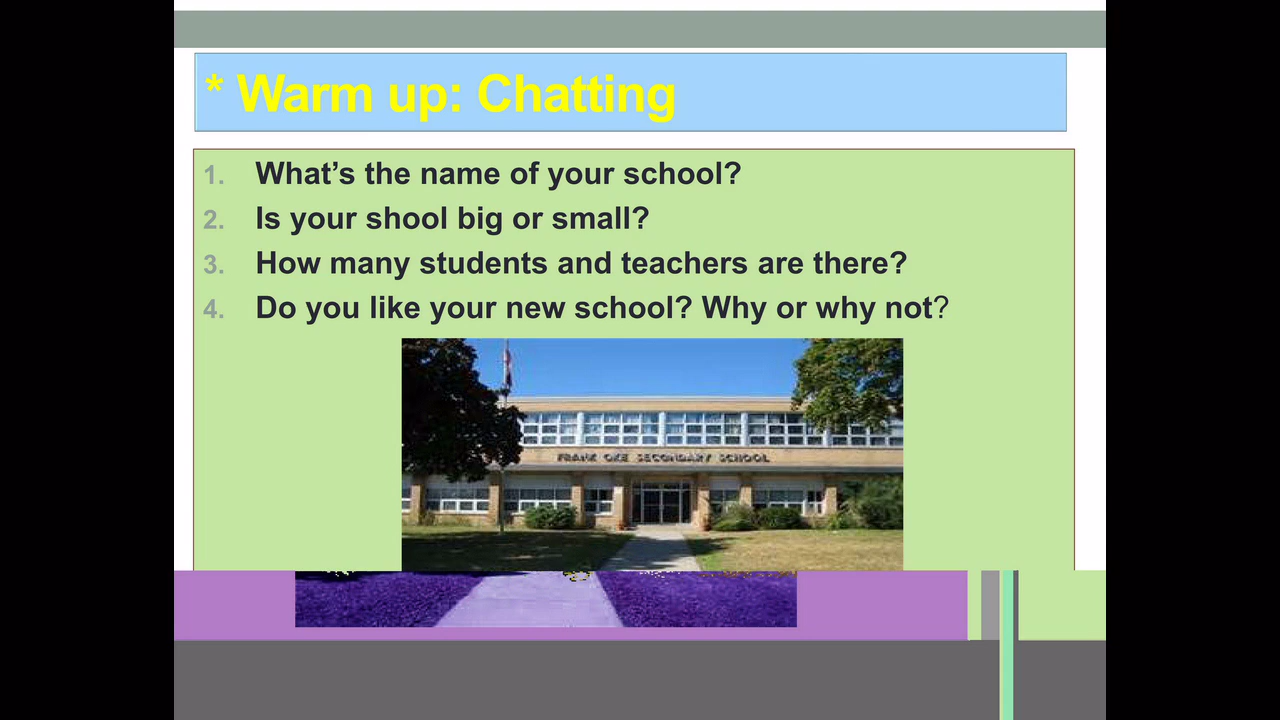 * Warm up: Chatting
1. What’s the name of your school?
2. Is your shool big or small?
3. How many students and teachers are there?
4. Do you like your new school? Why or why not?
FRANK OKE SECONDARY SCHOOL